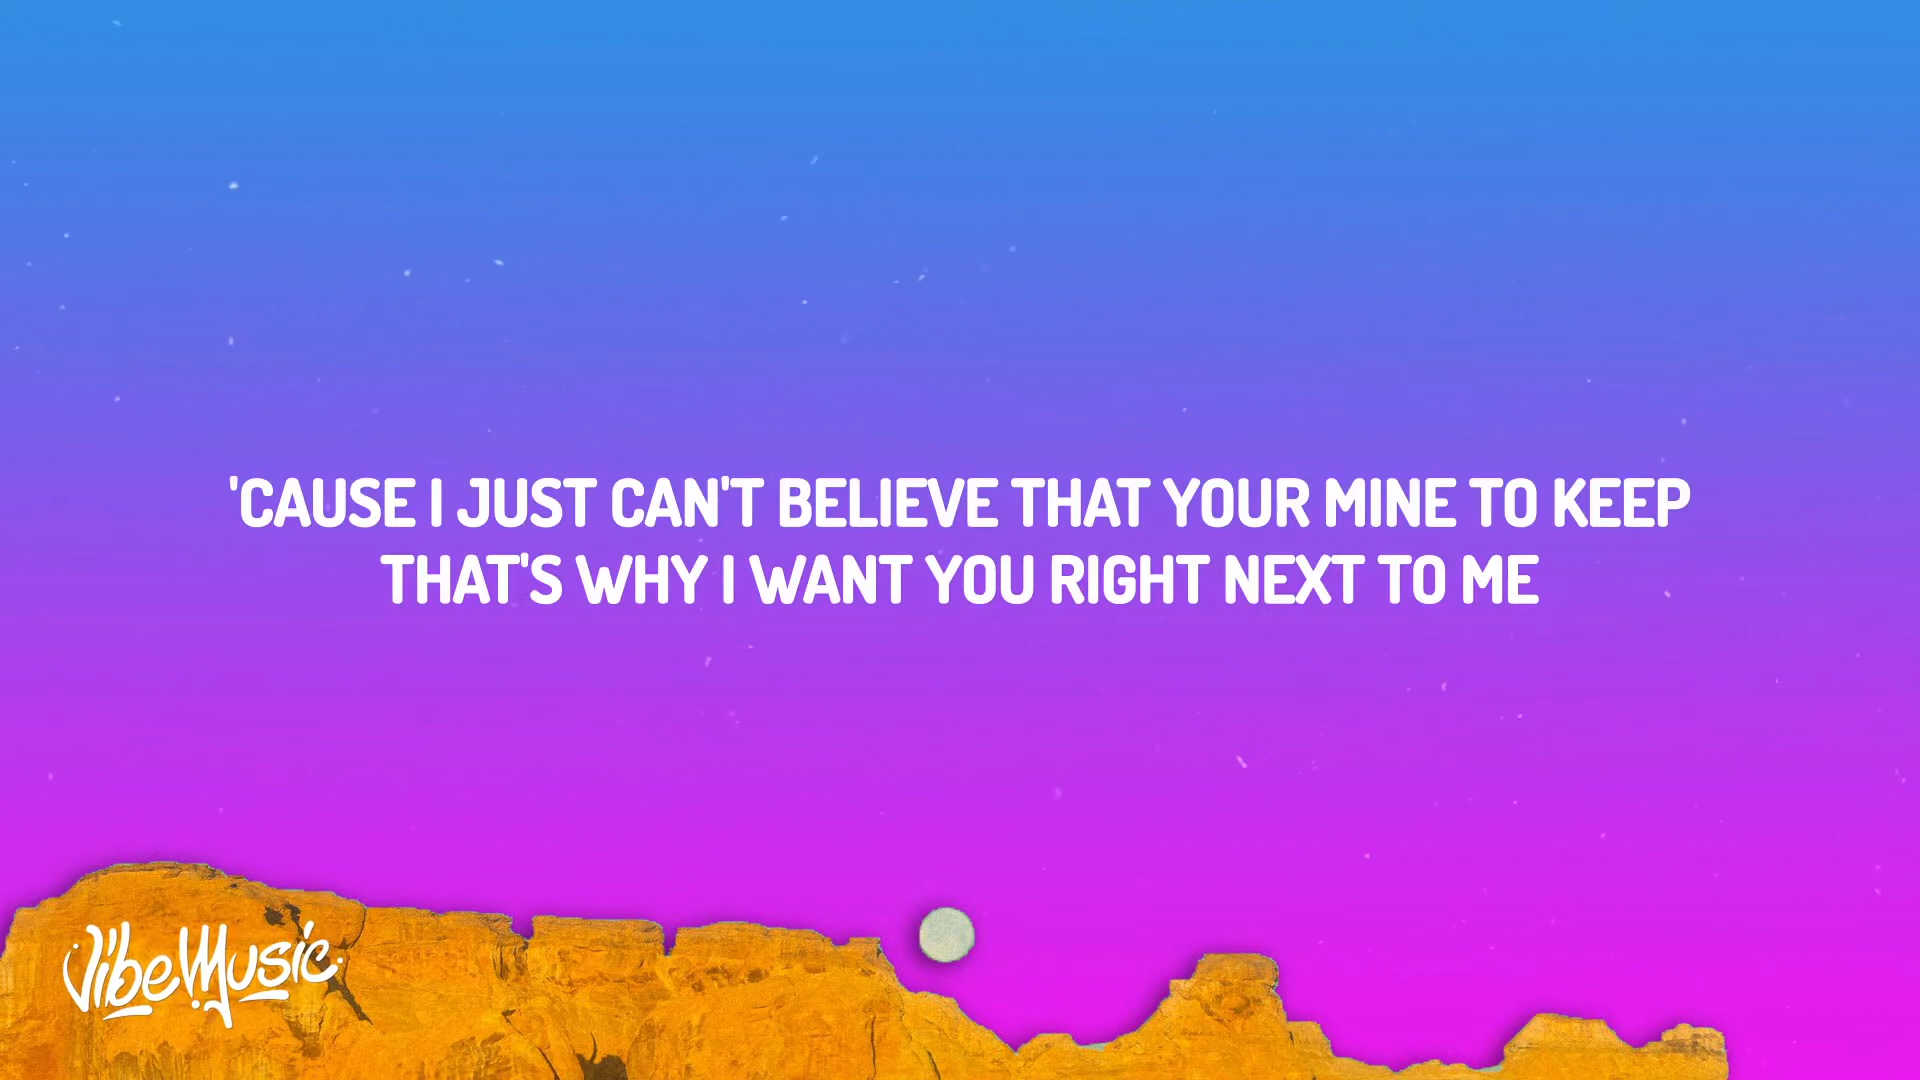 'CAUSE I JUST CAN'T BELIEVE THAT YOUR MINE TO KEEP
THAT'S WHY I WANT YOU RIGHT NEXT TO ME
VibeMusic